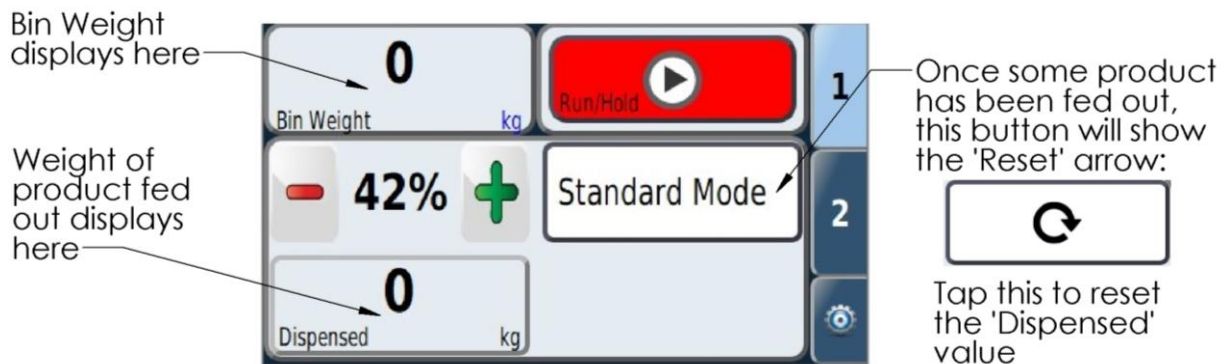 Bin Weight
displays here
Weight of
product fed
out displays
here
0
Bin Weight kg
Run/Hold
1
42%
Standard Mode
2
0
Dispensed kg
Once some product
has been fed out,
this button will show
the 'Reset' arrow:
Tap this to reset
the 'Dispensed'
value